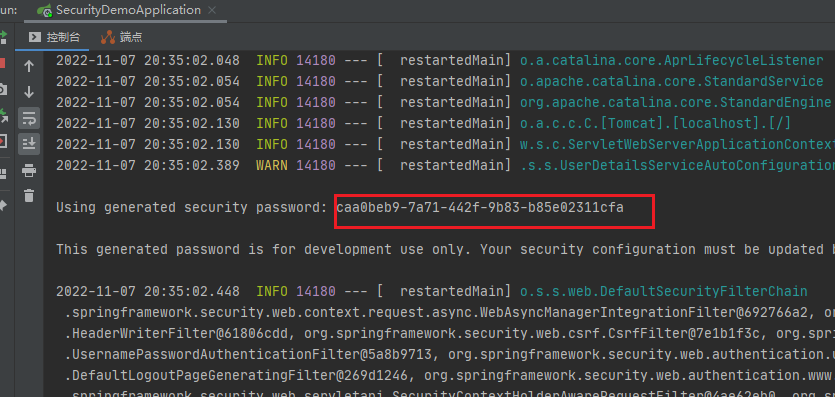 un: SecurityDemoApplication ×
控制台 端点
2022-11-07 20:35:02.048 INFO 14180 --- [ restartedMain] o.a.catalina.core.AprLifecycleListener
2022-11-07 20:35:02.054 INFO 14180 --- [ restartedMain] o.apache.catalina.core.StandardService
2022-11-07 20:35:02.054 INFO 14180 --- [ restartedMain] org.apache.catalina.core.StandardEngine
2022-11-07 20:35:02.130 INFO 14180 --- [ restartedMain] o.a.c.c.C.[Tomcat].[localhost].[/]
2022-11-07 20:35:02.130 INFO 14180 --- [ restartedMain] w.s.c.ServletWebServerApplicationContext
2022-11-07 20:35:02.389 WARN 14180 --- [ restartedMain] .s.s.UserDetailsServiceAutoConfiguration
Using generated security password: caa0beb9-7a71-442f-9b83-b85e02311cfa
This generated password is for development use only. Your security configuration must be updated b
2022-11-07 20:35:02.448 INFO 14180 --- [ restartedMain] o.s.s.web.DefaultSecurityFilterChain
.springframework.security.web.context.request.async.WebAsyncManagerIntegrationFilter@692766a2, or
.HeaderWriterFilter@61806cdd, org.springframework.security.web.csrf.CsrfFilter@7e1b1f3c, org.spri
.UsernamePasswordAuthenticationFilter@5a8b9713, org.springframework.security.web.authentication.u
.DefaultLogoutPageGeneratingFilter@269d1246, org.springframework.security.web.authentication.www
.springframework.security.web.servletapi.SecurityContextHolderAwareRequestFilter@4ae62eb0, org